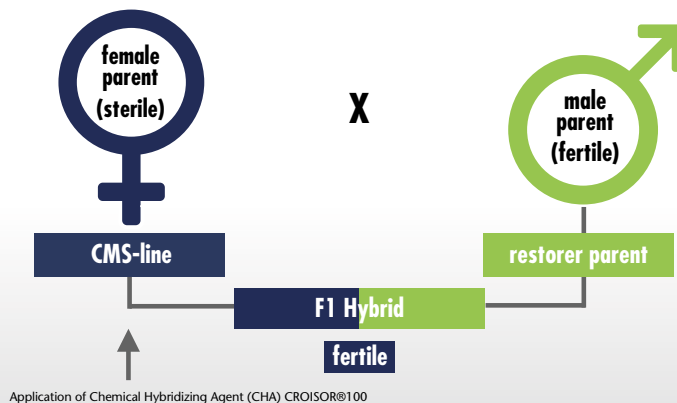 female
parent
(sterile)
X
male
parent
(fertile)
CMS-line
restorer parent
F1 Hybrid
fertile
Application of Chemical Hybridizing Agent (CHA) CROISOR®100